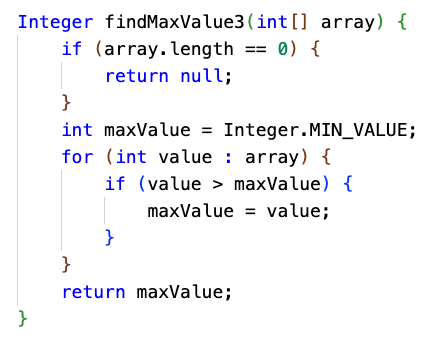 Integer findMaxValue3(int[] array) {
    if (array.length == 0) {
        return null;
    }
    int maxValue = Integer.MIN_VALUE;
    for (int value : array) {
        if (value > maxValue) {
            maxValue = value;
        }
    }
    return maxValue;
}